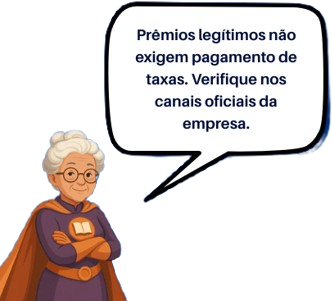 Prêmios legítimos não
exigem pagamento de
taxas. Verifique nos
canais oficiais da
empresa.